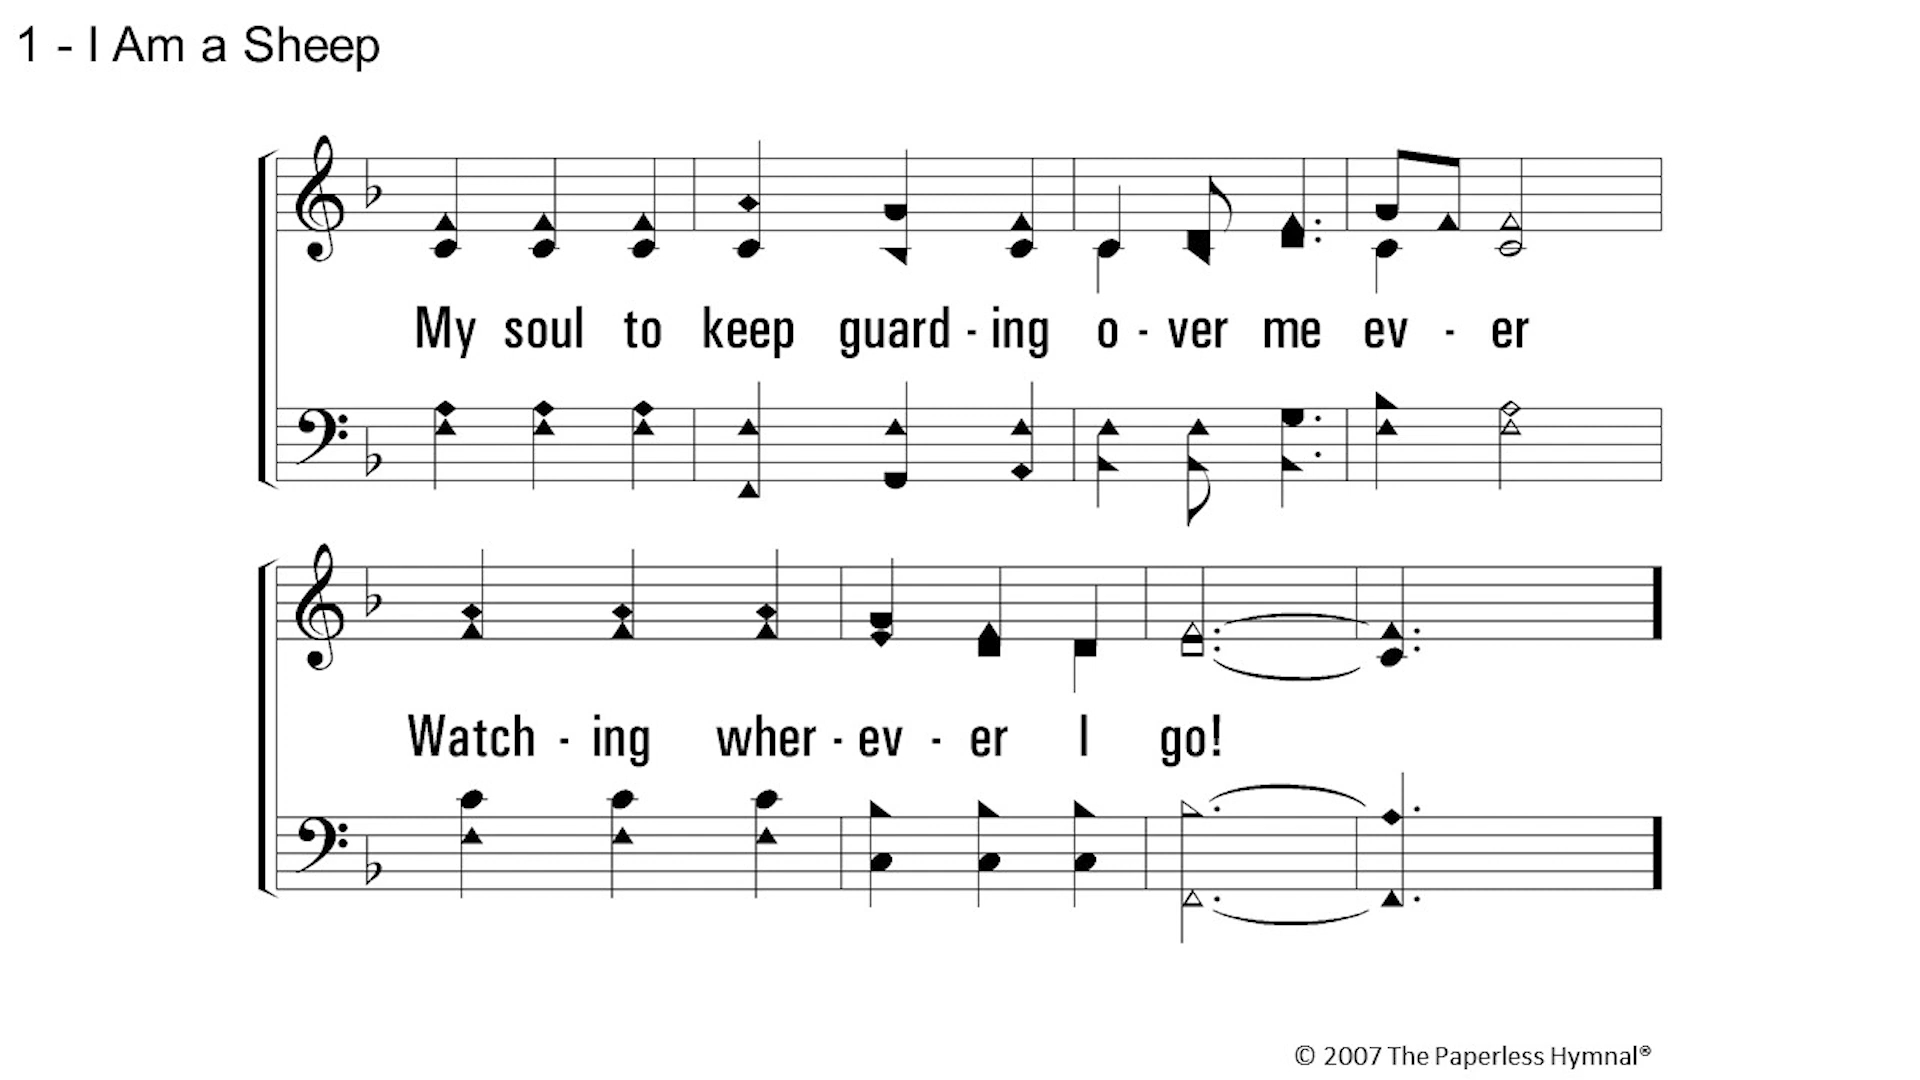 1 - I Am a Sheep
My soul to keep guard - ing o - ver me ev - er
Watch - ing wher - ev - er I go!
© 2007 The Paperless Hymnal®